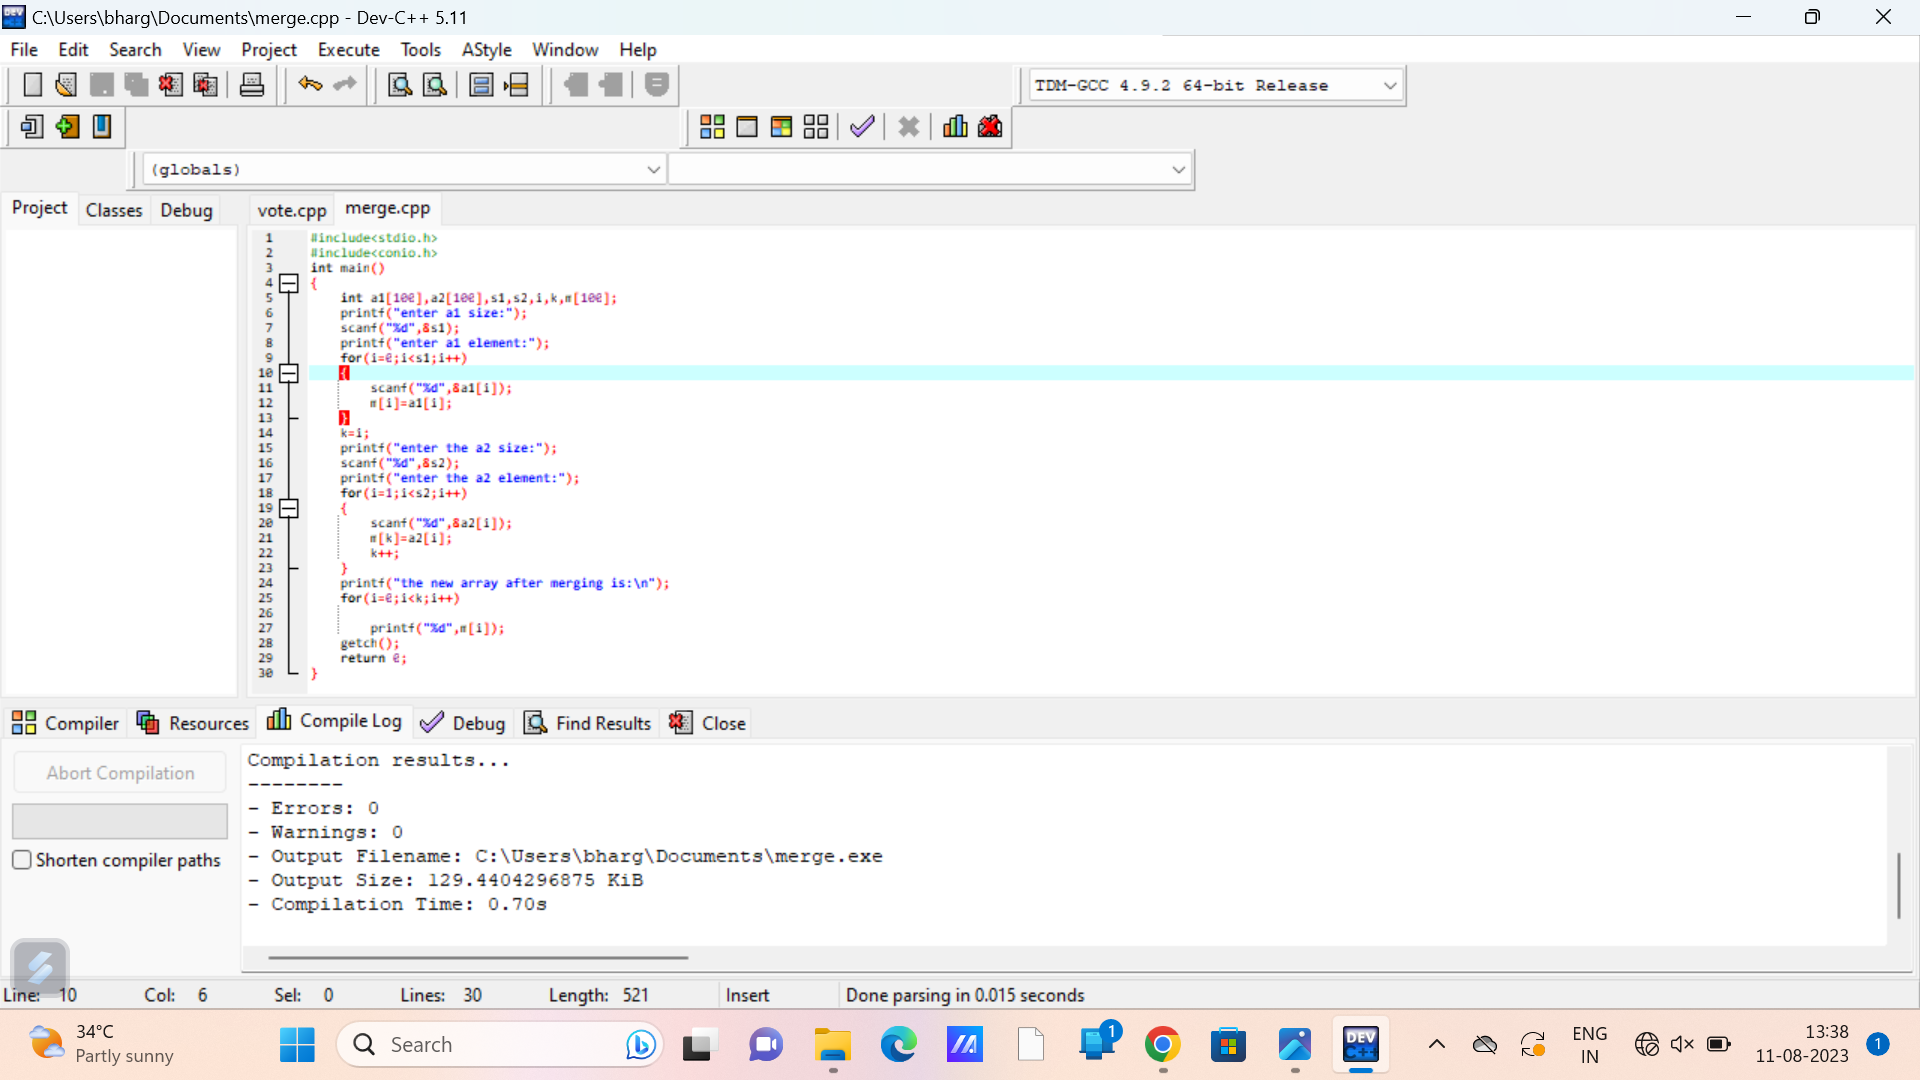 C:\Users\bharg\Documents\merge.cpp - Dev-C++ 5.11
File Edit Search View Project Execute Tools AStyle Window Help
TDM-GCC 4.9.2 64-bit Release
(globals)
Project Classes Debug vote.cpp merge.cpp
1 #include<stdio.h>
2 #include<conio.h>
3 int main()
4 {
5 int a1[100],a2[100],s1,s2,i,k,m[100];
6 printf("enter a1 size:");
7 scanf("%d",&s1);
8 printf("enter a1 element:");
9 for(i=0;i<s1;i++)
10 {
11 scanf("%d",&a1[i]);
12 m[i]=a1[i];
13 }
14 k=i;
15 printf("enter the a2 size:");
16 scanf("%d",&s2);
17 printf("enter the a2 element:");
18 for(i=1;i<s2;i++)
19 {
20 scanf("%d",&a2[i]);
21 m[k]=a2[i];
22 k++;
23 }
24 printf("the new array after merging is:\n");
25 for(i=0;i<k;i++)
26
27 printf("%d",m[i]);
28 getch();
29 return 0;
30 }
Compiler Resources Compile Log Debug Find Results Close
Abort Compilation
Shorten compiler paths
Compilation results...
--------
- Errors: 0
- Warnings: 0
- Output Filename: C:\Users\bharg\Documents\merge.exe
- Output Size: 129.4404296875 KiB
- Compilation Time: 0.70s
Line: 10 Col: 6 Sel: 0 Lines: 30 Length: 521 Insert Done parsing in 0.015 seconds
34°C
Partly sunny
Search
1
DEV
C++
ENG
IN
13:38
11-08-2023
1